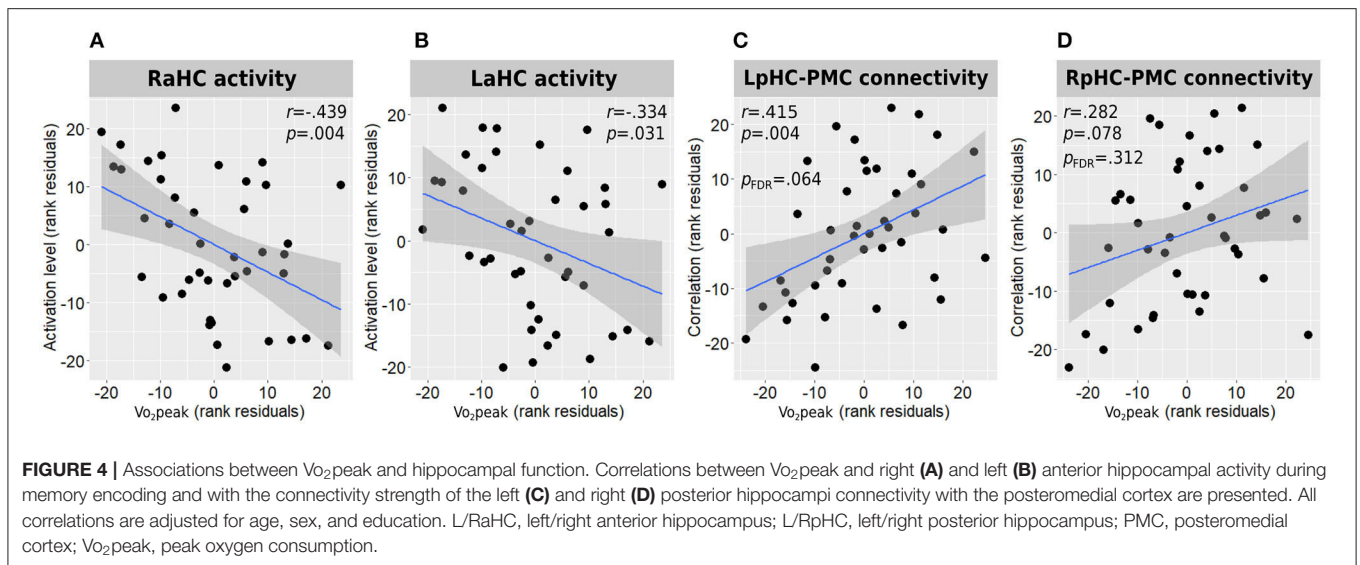 A
RaHC activity
r=-.439
p=.004
20
10
0
-10
-20
Activation level (rank residuals)
-20 -10 0 10 20
Vo₂peak (rank residuals)
B
LaHC activity
r=-.334
p=.031
20
10
0
-10
-20
Activation level (rank residuals)
-20 -10 0 10 20
Vo₂peak (rank residuals)
C
LpHC-PMC connectivity
r=.415
p=.004
pFDR=.064
20
10
0
-10
-20
Correlation (rank residuals)
-20 -10 0 10 20
Vo₂peak (rank residuals)
D
RpHC-PMC connectivity
r=.282
p=.078
pFDR=.312
20
10
0
-10
-20
Correlation (rank residuals)
-20 -10 0 10 20
Vo₂peak (rank residuals)
FIGURE 4 | Associations between Vo₂peak and hippocampal function. Correlations between Vo₂peak and right (A) and left (B) anterior hippocampal activity during
memory encoding and with the connectivity strength of the left (C) and right (D) posterior hippocampi connectivity with the posteromedial cortex are presented. All
correlations are adjusted for age, sex, and education. L/RaHC, left/right anterior hippocampus; L/RpHC, left/right posterior hippocampus; PMC, posteromedial
cortex; Vo₂peak, peak oxygen consumption.